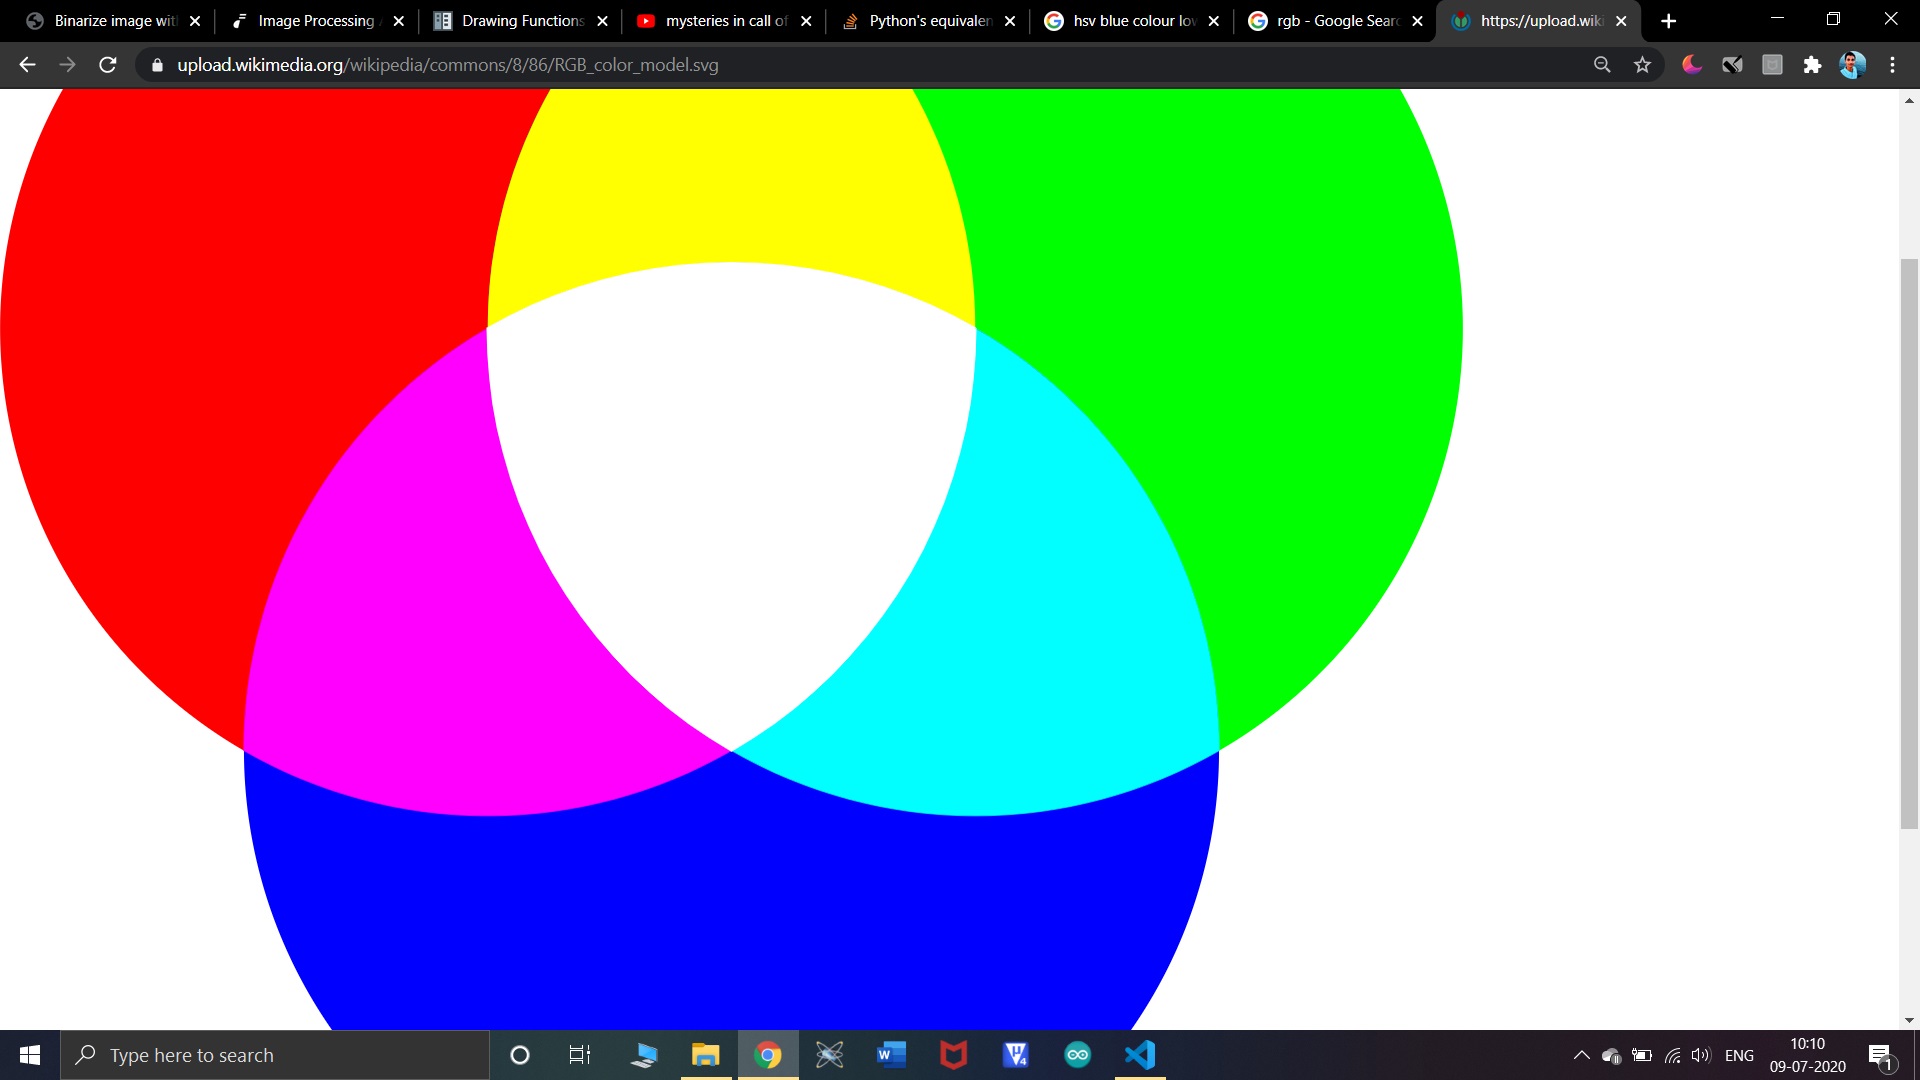 Binarize image wit
Image Processing
Drawing Functions
mysteries in call of
Python's equivalen
hsv blue colour lo
rgb - Google Searc
https://upload.wiki
upload.wikimedia.org/wikipedia/commons/8/86/RGB_color_model.svg
Type here to search
ENG
10:10
09-07-2020
1